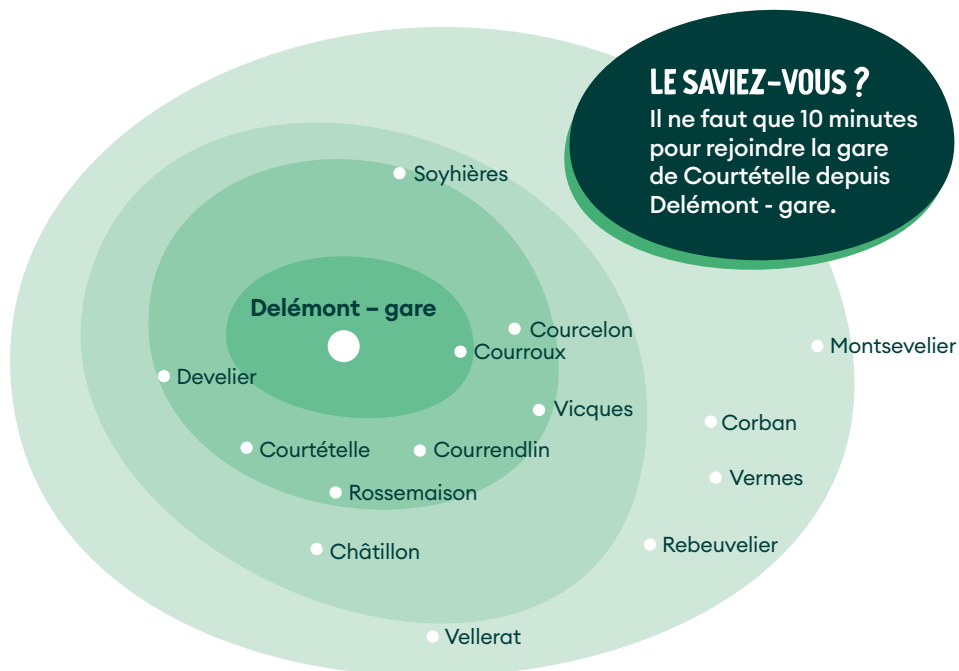 LE SAVIEZ-VOUS ?
Il ne faut que 10 minutes
pour rejoindre la gare
de Courtételle depuis
Delémont - gare.
Soyhières
Delémont – gare
Courcelon
Courroux
Montsevelier
Develier
Vicques
Corban
Courtételle
Courrendlin
Vermes
Rossemaison
Châtillon
Rebeuvelier
Vellerat